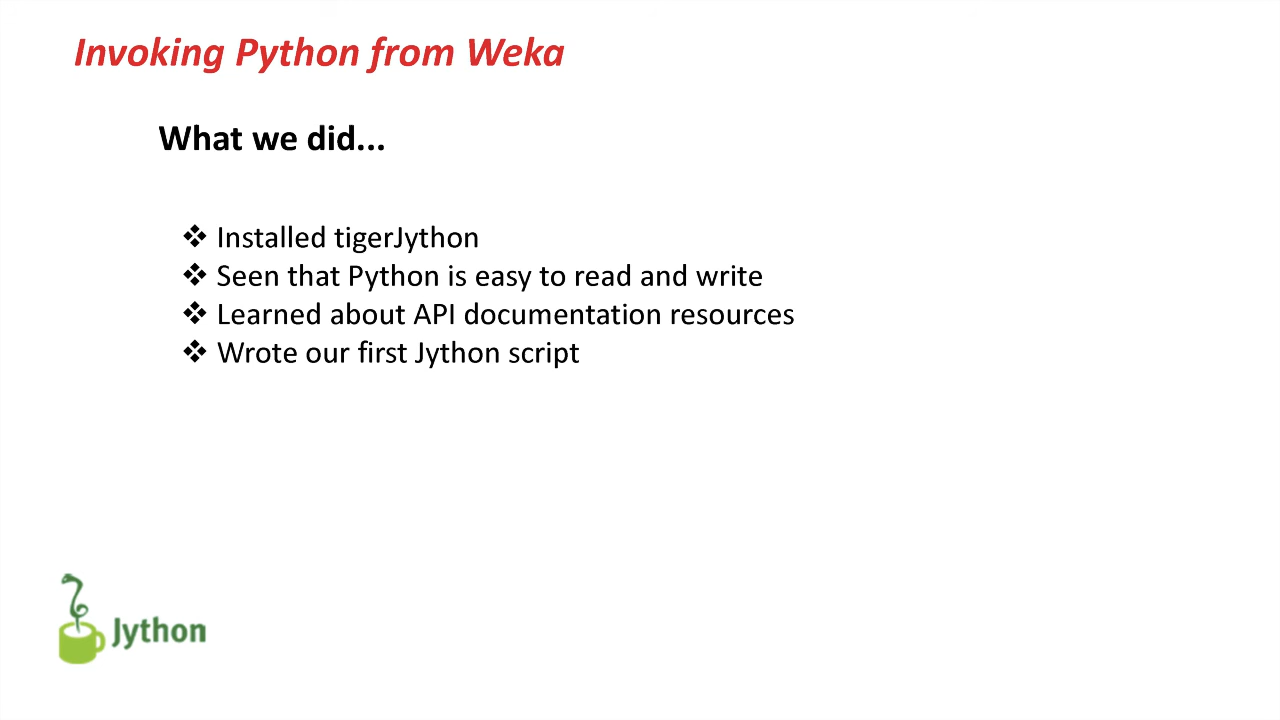 Invoking Python from Weka
What we did...
❖ Installed tigerJython
❖ Seen that Python is easy to read and write
❖ Learned about API documentation resources
❖ Wrote our first Jython script
Jython